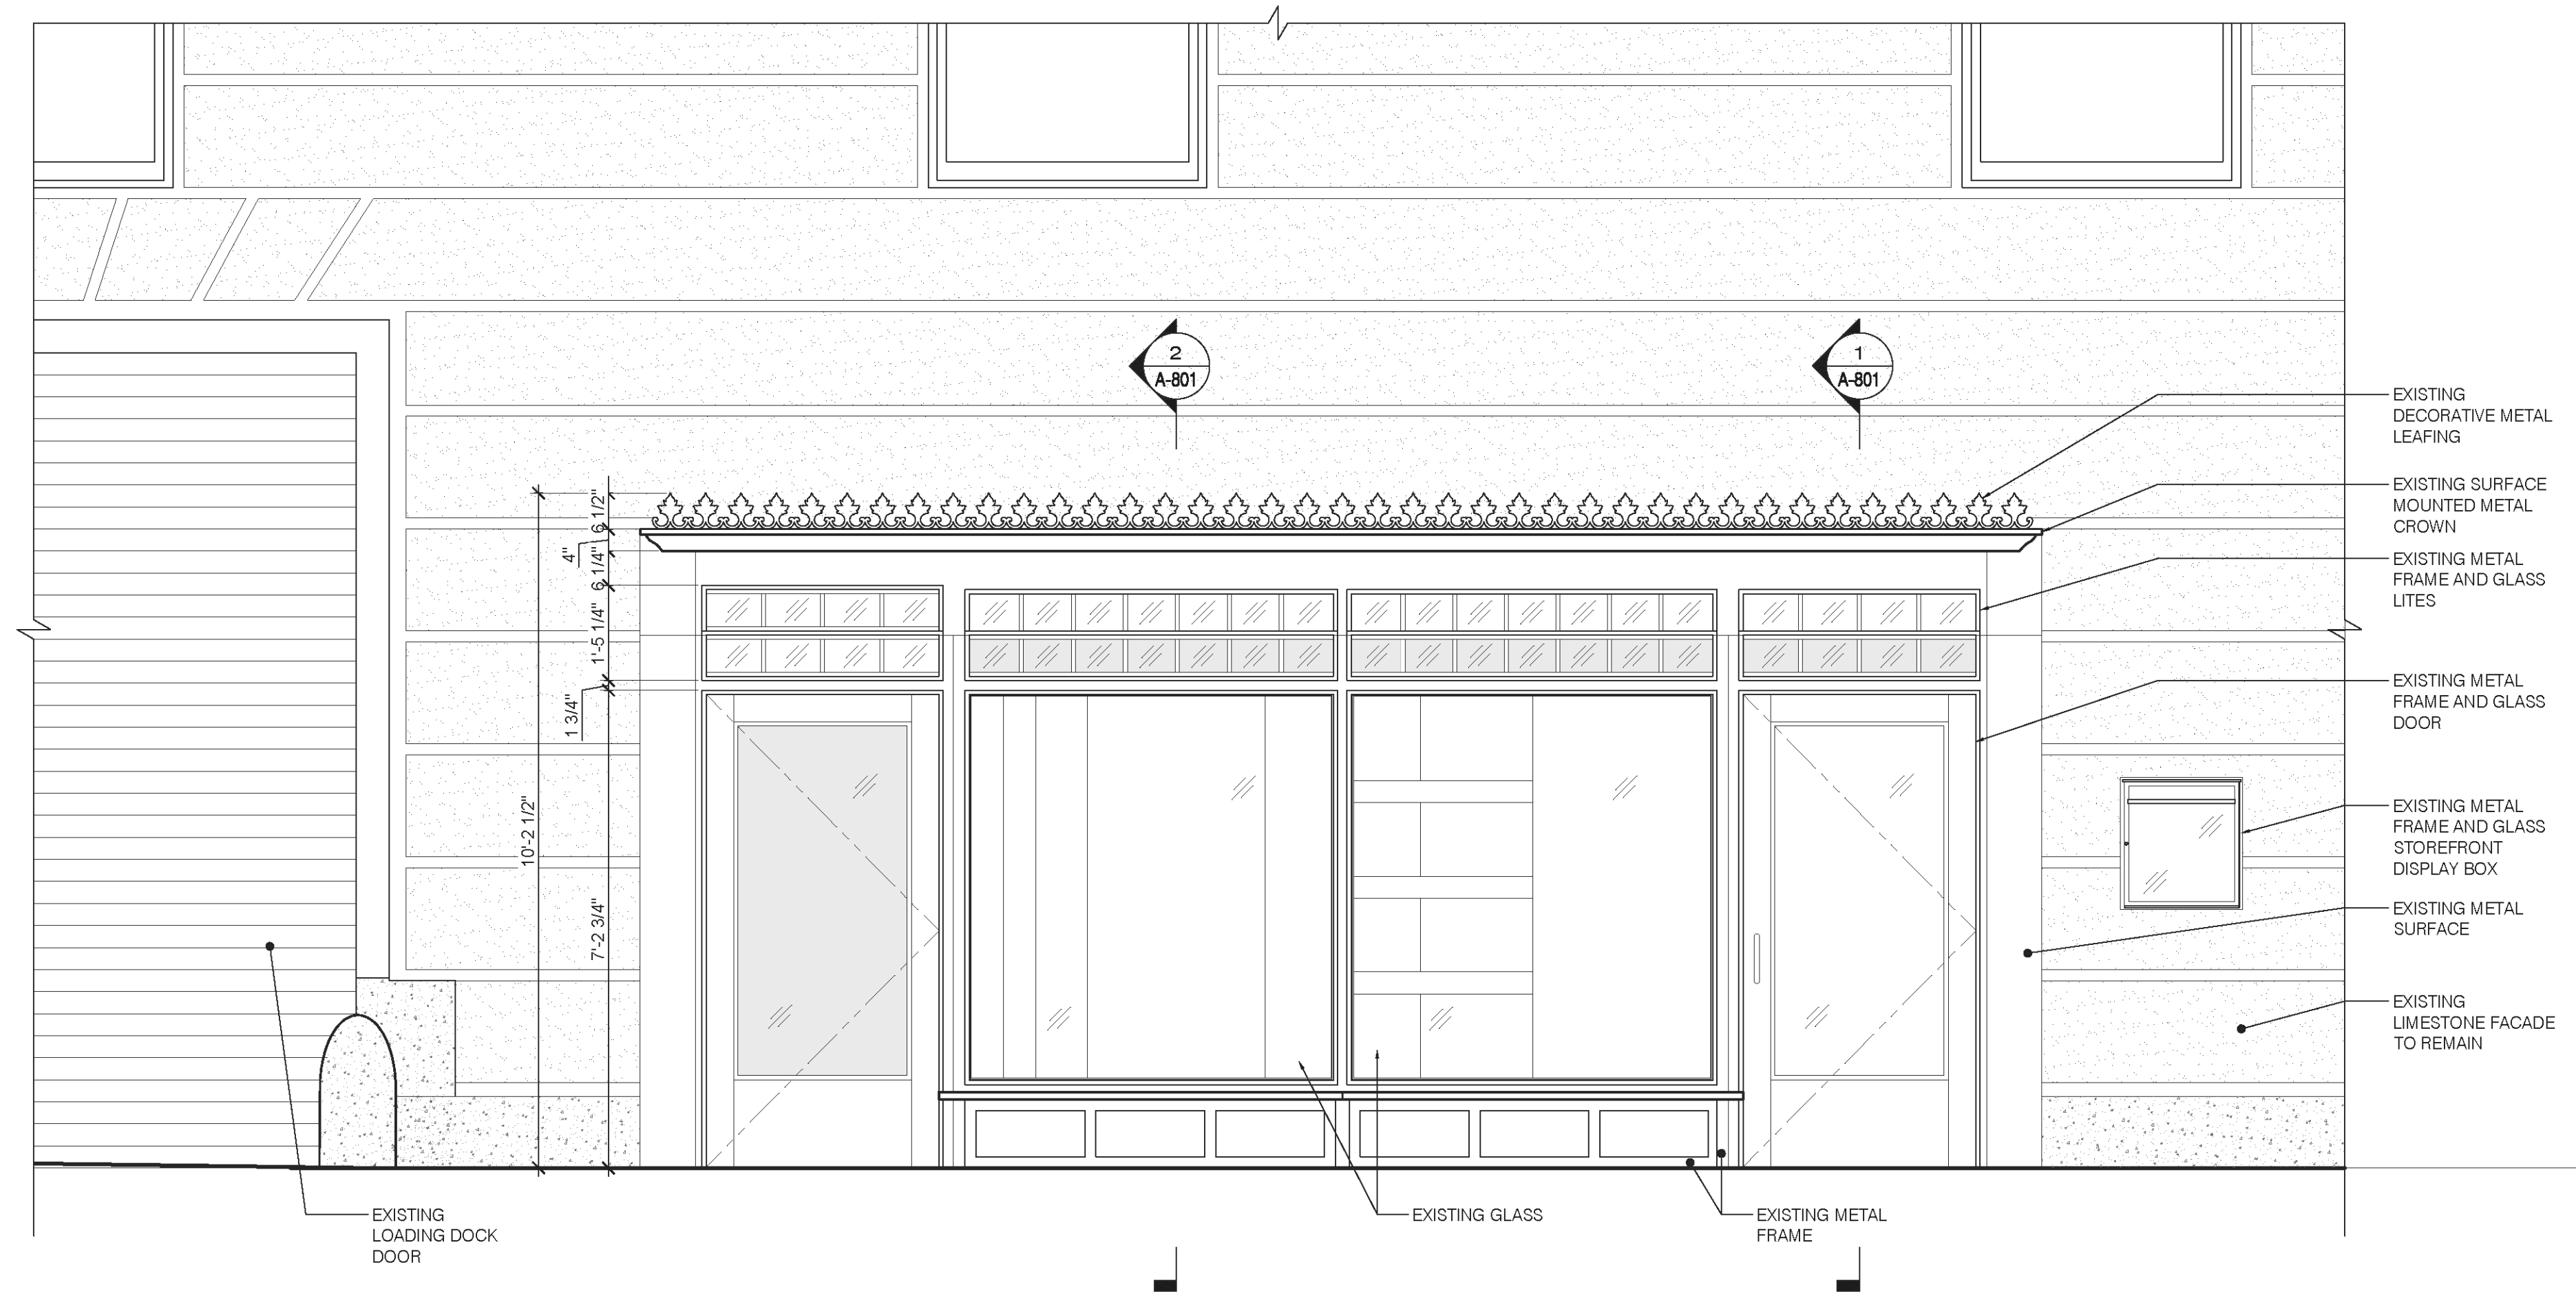 2
A-801
1
A-801
EXISTING
DECORATIVE METAL
LEAFING
EXISTING SURFACE
MOUNTED METAL
CROWN
EXISTING METAL
FRAME AND GLASS
LITES
EXISTING METAL
FRAME AND GLASS
DOOR
EXISTING METAL
FRAME AND GLASS
STOREFRONT
DISPLAY BOX
EXISTING METAL
SURFACE
EXISTING
LIMESTONE FACADE
TO REMAIN
6 1/2"
4"
6 1/4"
1'-5 1/4"
1 3/4"
10'-2 1/2"
7'-2 3/4"
EXISTING
LOADING DOCK
DOOR
EXISTING GLASS
EXISTING METAL
FRAME